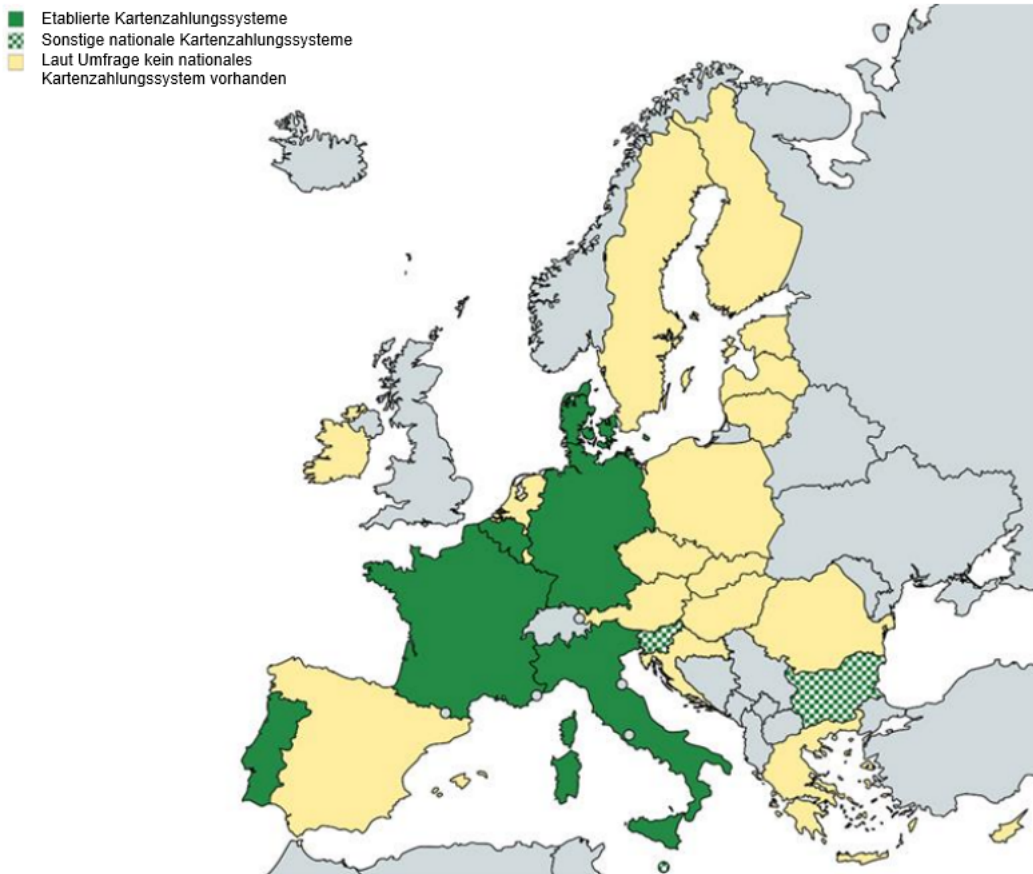 Etablierte Kartenzahlungssysteme
Sonstige nationale Kartenzahlungssysteme
Laut Umfrage kein nationales
Kartenzahlungssystem vorhanden